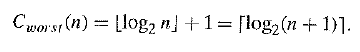 C_worst(n) = ⌊log₂ n⌋ + 1 = ⌈log₂(n + 1)⌉.